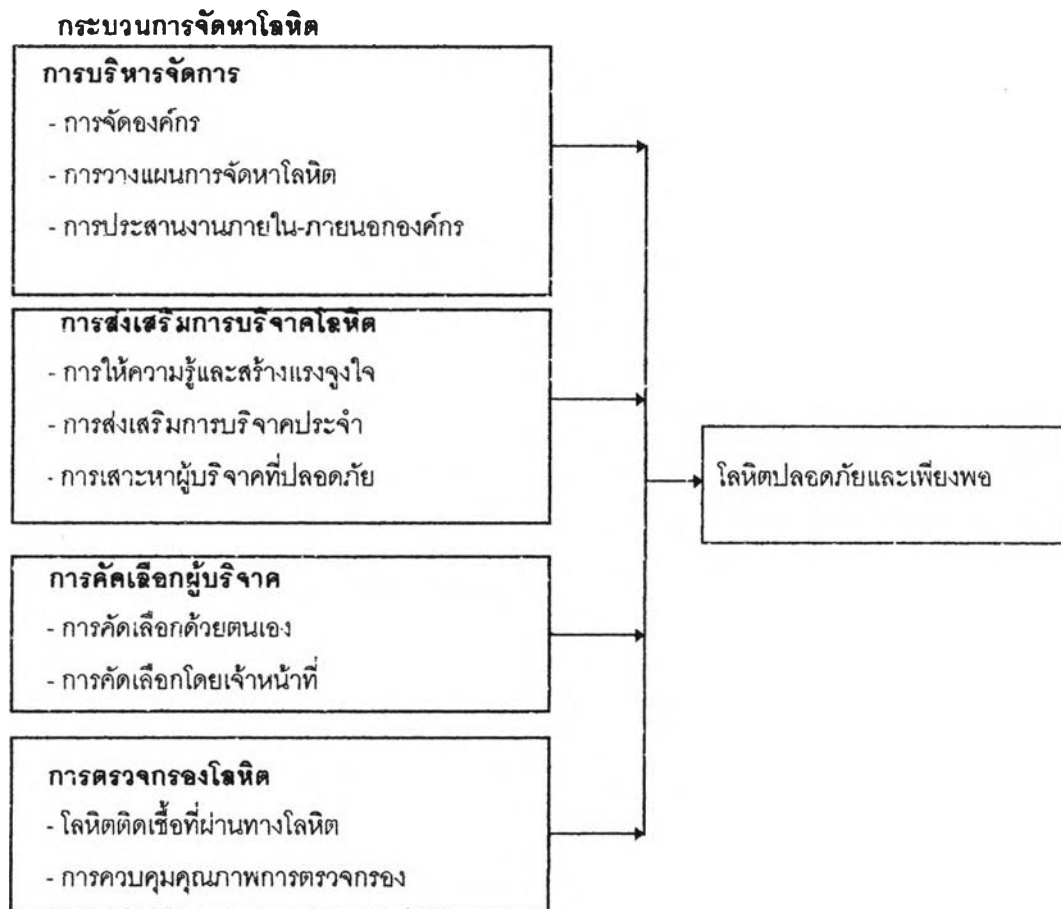 กระบวนการจัดหาโลหิต
การบริหารจัดการ
- การจัดองค์กร
- การวางแผนการจัดหาโลหิต
- การประสานงานภายใน-ภายนอกองค์กร
การส่งเสริมการบริจาคโลหิต
- การให้ความรู้และสร้างแรงจูงใจ
- การส่งเสริมการบริจาคประจำ
- การเสาะหาผู้บริจาคที่ปลอดภัย
โลหิตปลอดภัยและเพียงพอ
การคัดเลือกผู้บริจาค
- การคัดเลือกด้วยตนเอง
- การคัดเลือกโดยเจ้าหน้าที่
การตรวจกรองโลหิต
- โลหิตติดเชื้อที่ผ่านทางโลหิต
- การควบคุมคุณภาพการตรวจกรอง